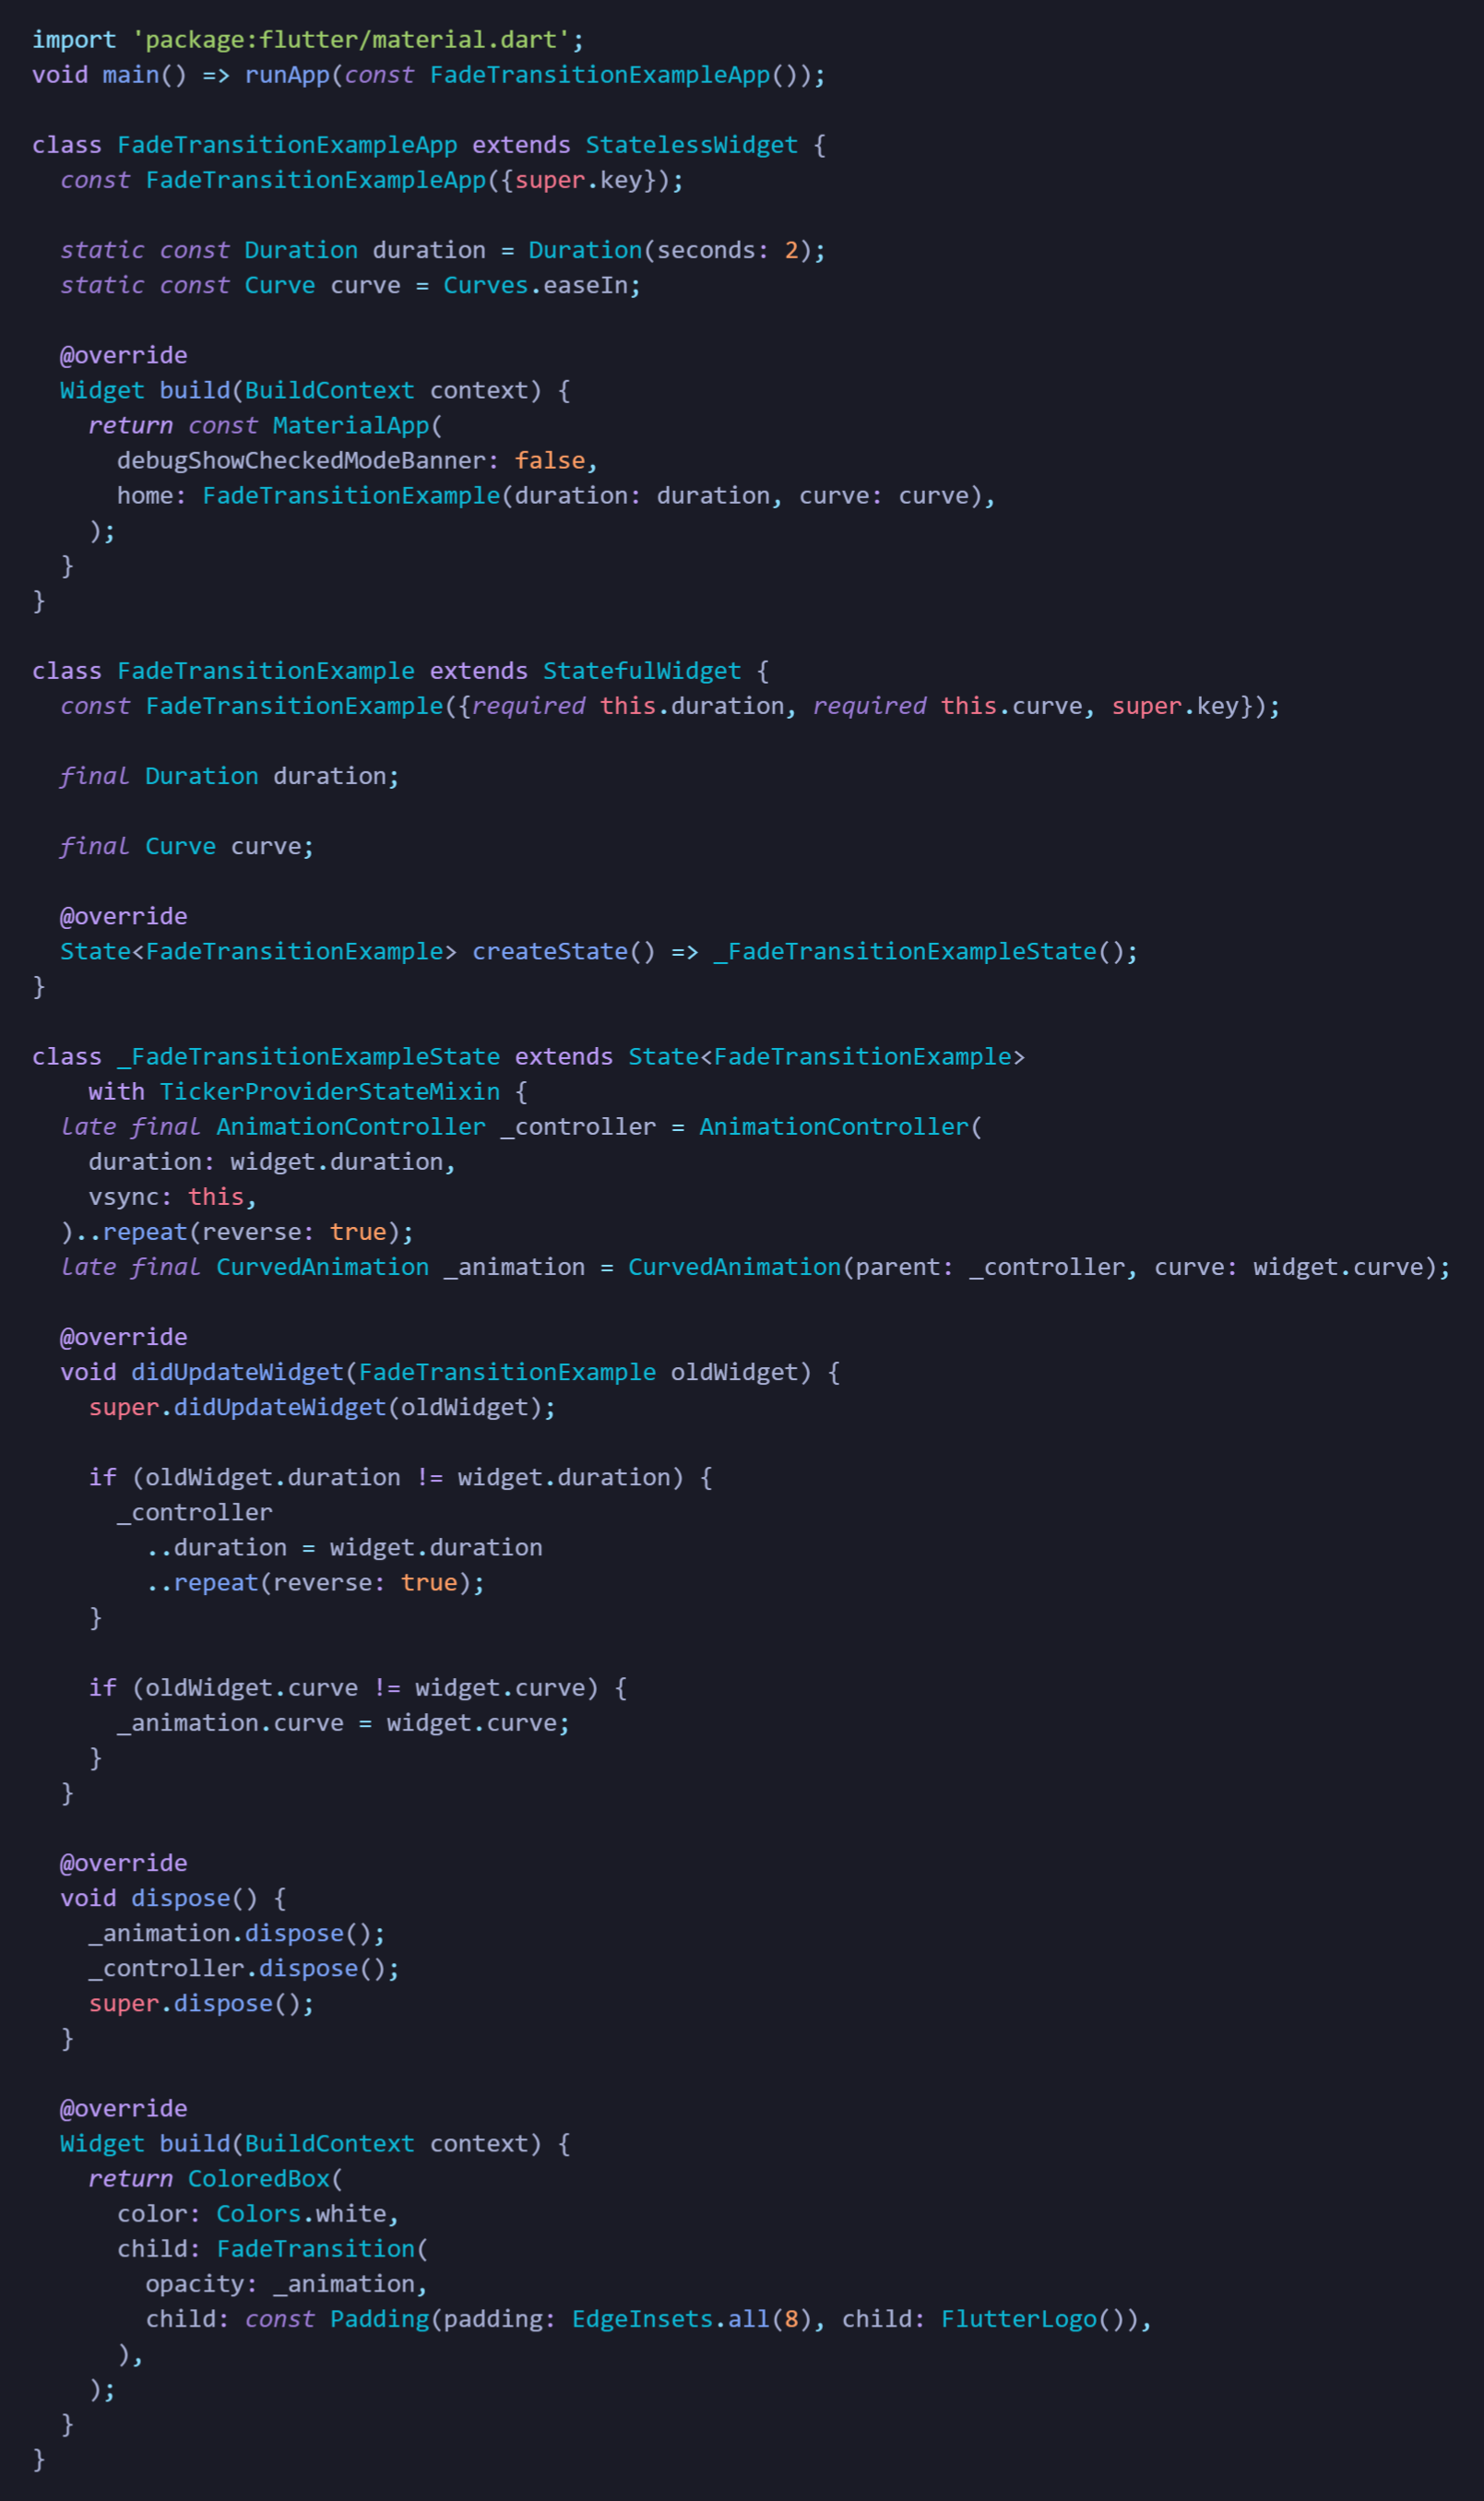 import 'package:flutter/material.dart';
void main() => runApp(const FadeTransitionExampleApp());

class FadeTransitionExampleApp extends StatelessWidget {
  const FadeTransitionExampleApp({super.key});

  static const Duration duration = Duration(seconds: 2);
  static const Curve curve = Curves.easeIn;

  @override
  Widget build(BuildContext context) {
    return const MaterialApp(
      debugShowCheckedModeBanner: false,
      home: FadeTransitionExample(duration: duration, curve: curve),
    );
  }
}

class FadeTransitionExample extends StatefulWidget {
  const FadeTransitionExample({required this.duration, required this.curve, super.key});

  final Duration duration;

  final Curve curve;

  @override
  State<FadeTransitionExample> createState() => _FadeTransitionExampleState();
}

class _FadeTransitionExampleState extends State<FadeTransitionExample>
    with TickerProviderStateMixin {
  late final AnimationController _controller = AnimationController(
    duration: widget.duration,
    vsync: this,
  )..repeat(reverse: true);
  late final CurvedAnimation _animation = CurvedAnimation(parent: _controller, curve: widget.curve);

  @override
  void didUpdateWidget(FadeTransitionExample oldWidget) {
    super.didUpdateWidget(oldWidget);

    if (oldWidget.duration != widget.duration) {
      _controller
        ..duration = widget.duration
        ..repeat(reverse: true);
    }

    if (oldWidget.curve != widget.curve) {
      _animation.curve = widget.curve;
    }
  }

  @override
  void dispose() {
    _animation.dispose();
    _controller.dispose();
    super.dispose();
  }

  @override
  Widget build(BuildContext context) {
    return ColoredBox(
      color: Colors.white,
      child: FadeTransition(
        opacity: _animation,
        child: const Padding(padding: EdgeInsets.all(8), child: FlutterLogo()),
      ),
    );
  }
}